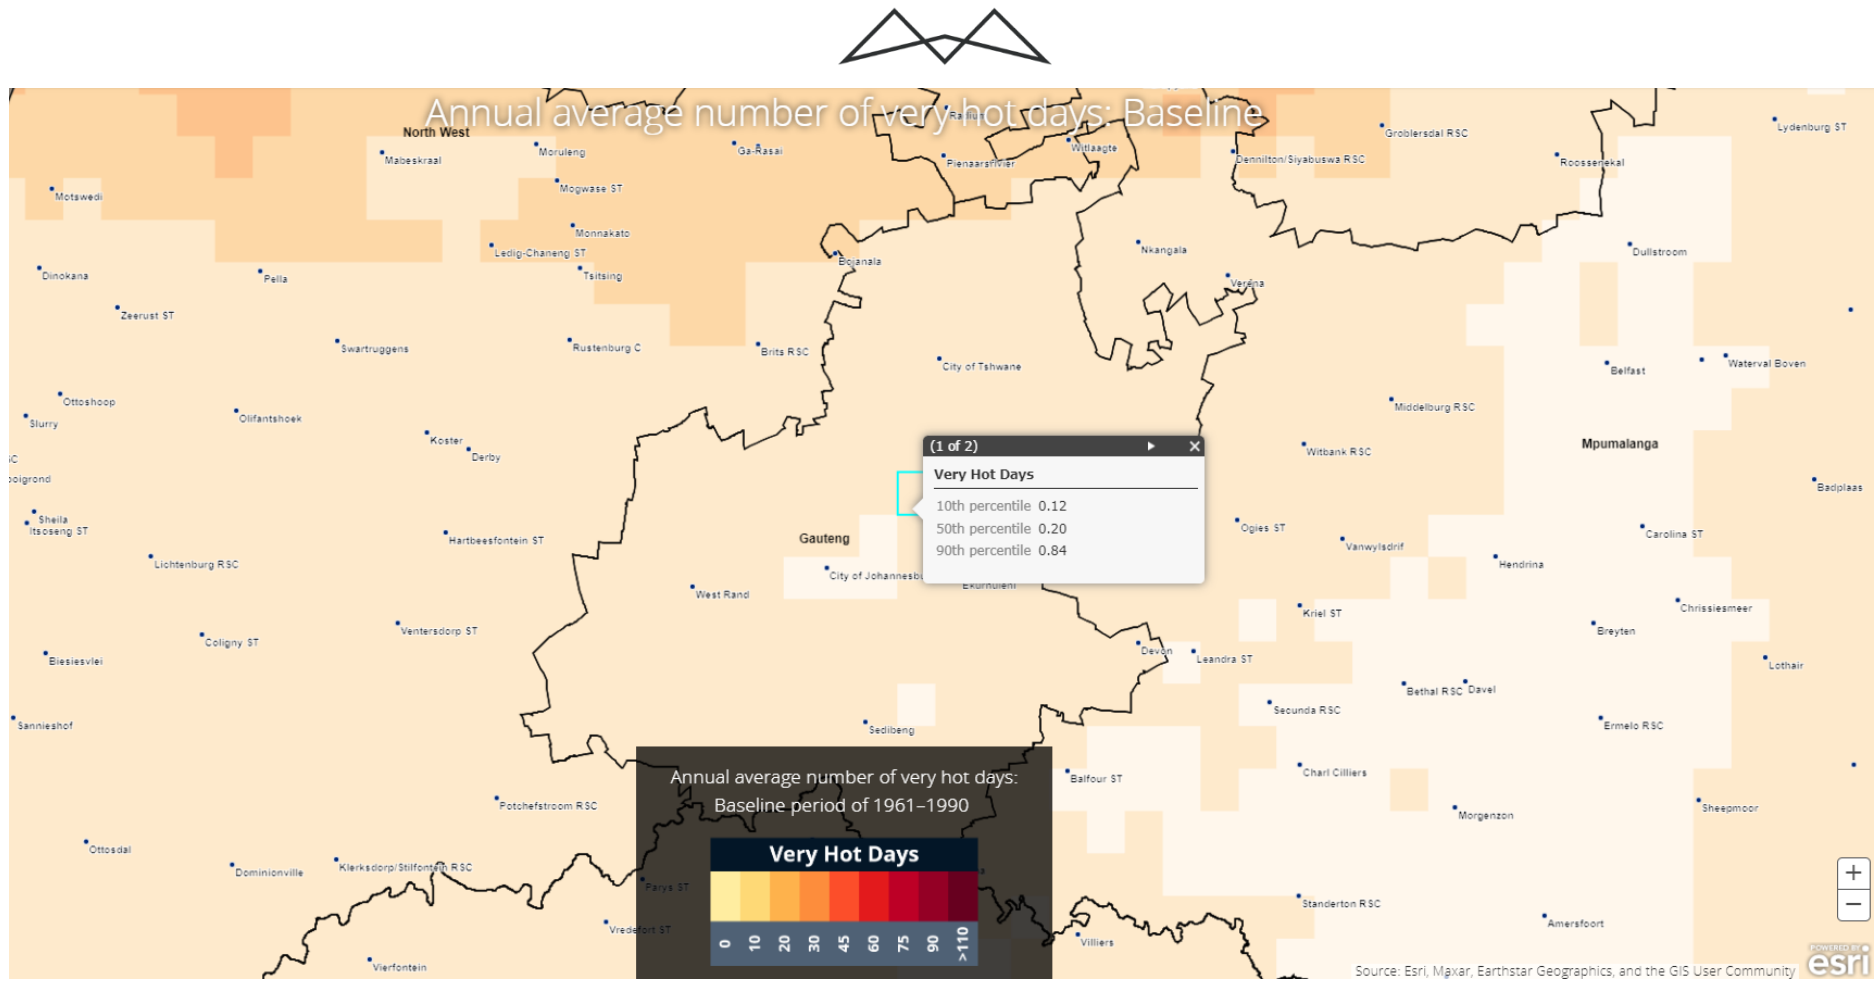 Annual average number of very hot days: Baseline
North West
Mabeskraal
Moruleng
Ga-Rasai
Radium
Pienaarsrivier
Witlaagte
Dennilton/Siyabuswa RSC
Groblersdal RSC
Roossenekal
Lydenburg ST
Motswedi
Mogwase ST
Monnakato
Ledig-Chaneng ST
Tsitsing
Bojanala
Nkangala
Verena
Dullstroom
Dinokana
Pella
Zeerust ST
Swartruggens
Rustenburg C
Brits RSC
City of Tshwane
Belfast
Waterval Boven
Ottoshoop
Slurry
Olifantshoek
Koster
Derby
Middelburg RSC
Witbank RSC
Mpumalanga
Badplaas
(1 of 2)
Very Hot Days
10th percentile 0.12
50th percentile 0.20
90th percentile 0.84
Sheila
Itsoseng ST
Lichtenburg RSC
Hartbeesfontein ST
Gauteng
City of Johannesbu
Ekurhuleni
West Rand
Ogies ST
Vanwylsdrif
Carolina ST
Hendrina
Kriel ST
Chrissiesmeer
Breyten
Coligny ST
Ventersdorp ST
Biesiesvlei
Devon
Leandra ST
Lothair
Bethal RSC
Davel
Sannieshof
Sedibeng
Secunda RSC
Ermelo RSC
Balfour ST
Charl Cilliers
Potchefstroom RSC
Morgenzon
Sheepmoor
Ottosdal
Dominionville
Klerksdorp/Stilfontein RSC
Parys ST
Vredefort ST
Vierfontein
Villiers
Standerton RSC
Amersfoort
Annual average number of very hot days:
Baseline period of 1961–1990
Very Hot Days
0 10 20 30 45 60 75 90 >110
+
−
POWERED BY
esri
Source: Esri, Maxar, Earthstar Geographics, and the GIS User Community